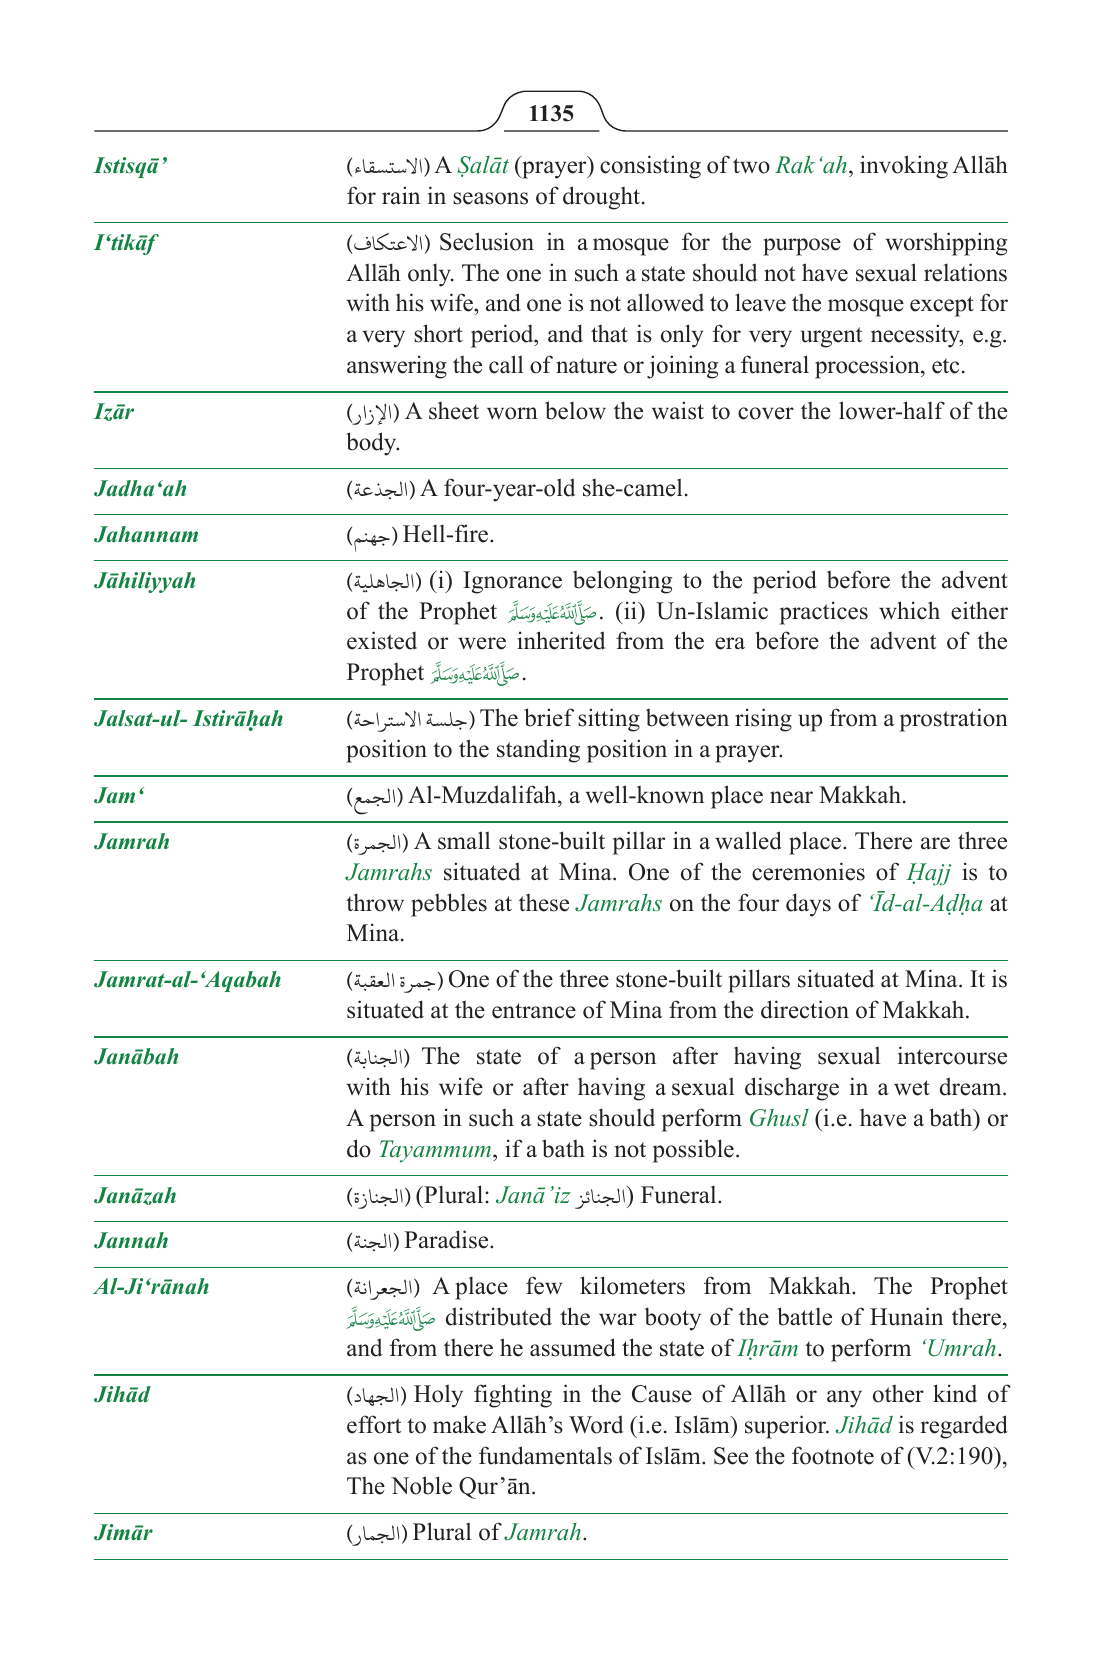 1135
Istisqā’ (الاستسقاء) A Ṣalāt (prayer) consisting of two Rak‘ah, invoking Allāh
for rain in seasons of drought.
I‘tikāf (الاعتكاف) Seclusion in a mosque for the purpose of worshipping
Allāh only. The one in such a state should not have sexual relations
with his wife, and one is not allowed to leave the mosque except for
a very short period, and that is only for very urgent necessity, e.g.
answering the call of nature or joining a funeral procession, etc.
Izār (الإزار) A sheet worn below the waist to cover the lower-half of the
body.
Jadha‘ah (الجذعة) A four-year-old she-camel.
Jahannam (جهنم) Hell-fire.
Jāhiliyyah (الجاهلية) (i) Ignorance belonging to the period before the advent
of the Prophet صَلَّى اللَّهُ عَلَيْهِ وَسَلَّمَ. (ii) Un-Islamic practices which either
existed or were inherited from the era before the advent of the
Prophet صَلَّى اللَّهُ عَلَيْهِ وَسَلَّمَ.
Jalsat-ul- Istirāḥah (جلسة الاستراحة) The brief sitting between rising up from a prostration
position to the standing position in a prayer.
Jam‘ (الجمع) Al-Muzdalifah, a well-known place near Makkah.
Jamrah (الجمرة) A small stone-built pillar in a walled place. There are three
Jamrahs situated at Mina. One of the ceremonies of Ḥajj is to
throw pebbles at these Jamrahs on the four days of ‘Īd-al-Aḍḥa at
Mina.
Jamrat-al-‘Aqabah (جمرة العقبة) One of the three stone-built pillars situated at Mina. It is
situated at the entrance of Mina from the direction of Makkah.
Janābah (الجنابة) The state of a person after having sexual intercourse
with his wife or after having a sexual discharge in a wet dream.
A person in such a state should perform Ghusl (i.e. have a bath) or
do Tayammum, if a bath is not possible.
Janāzah (الجنازة) (Plural: Janā’iz الجنائز) Funeral.
Jannah (الجنة) Paradise.
Al-Ji‘rānah (الجعرانة) A place few kilometers from Makkah. The Prophet
صَلَّى اللَّهُ عَلَيْهِ وَسَلَّمَ distributed the war booty of the battle of Hunain there,
and from there he assumed the state of Iḥrām to perform ‘Umrah.
Jihād (الجهاد) Holy fighting in the Cause of Allāh or any other kind of
effort to make Allāh’s Word (i.e. Islām) superior. Jihād is regarded
as one of the fundamentals of Islām. See the footnote of (V.2:190),
The Noble Qur’ān.
Jimār (الجمار) Plural of Jamrah.